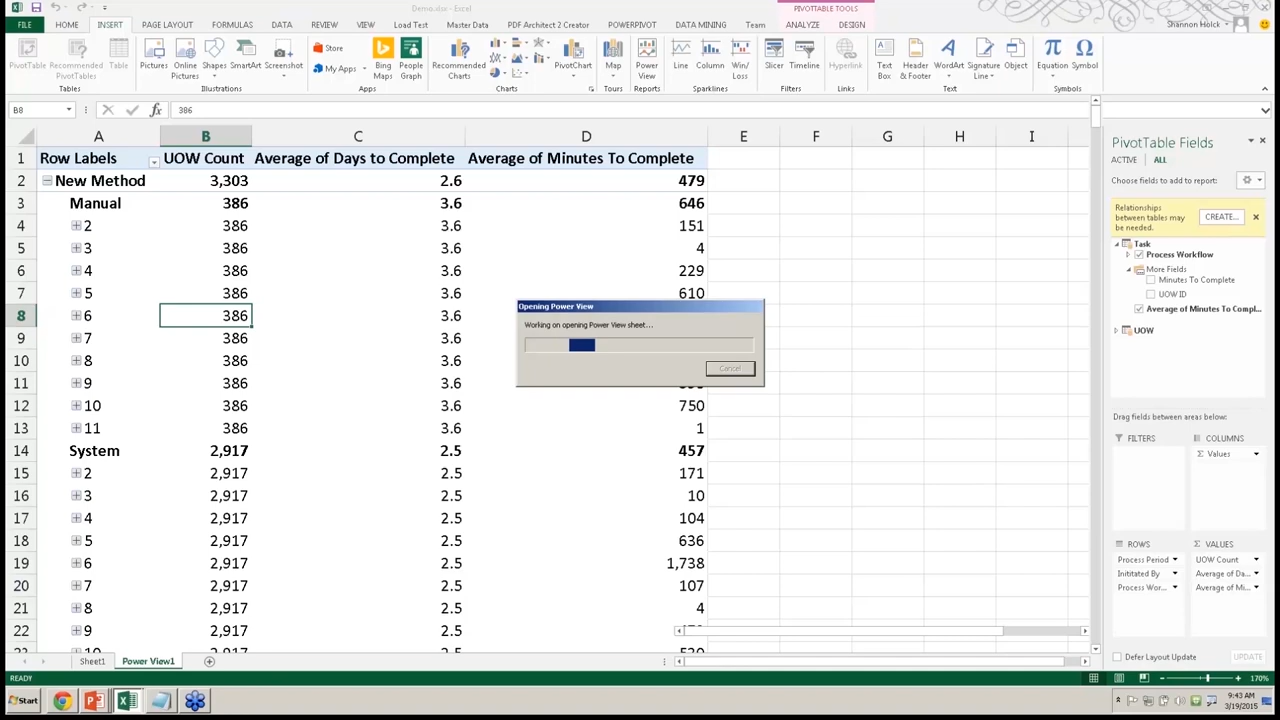 Demo.xlsx - Excel
PIVOTTABLE TOOLS
FILE HOME INSERT PAGE LAYOUT FORMULAS DATA REVIEW VIEW Load Test Master Data PDF Architect 2 Creator POWERPIVOT DATA MINING Team ANALYZE DESIGN Shannon Holck
PivotTable Recommended PivotTables Table
Pictures Online Pictures Shapes SmartArt Screenshot
Store
My Apps
Bing Maps People Graph
Recommended Charts PivotChart
Map Power View Line Column Win/Loss
Slicer Timeline Hyperlink Text Box Header & Footer WordArt Signature Line Object Equation Symbol
Tables Illustrations Apps Charts Tours Reports Sparklines Filters Links Text Symbols
B8 fx 386
A B C D E F G H I
1 Row Labels UOW Count Average of Days to Complete Average of Minutes To Complete
2 New Method 3,303 2.6 479
3 Manual 386 3.6 646
4 2 386 3.6 151
5 3 386 3.6 4
6 4 386 3.6 229
7 5 386 3.6 610
8 6 386 3.6
9 7 386 3.6
10 8 386 3.6
11 9 386 3.6
12 10 386 3.6 750
13 11 386 3.6 1
14 System 2,917 2.5 457
15 2 2,917 2.5 171
16 3 2,917 2.5 10
17 4 2,917 2.5 104
18 5 2,917 2.5 636
19 6 2,917 2.5 1,738
20 7 2,917 2.5 107
21 8 2,917 2.5 4
22 9 2,917 2.5
Opening Power View
Working on opening Power View sheet...
Cancel
PivotTable Fields
ACTIVE ALL
Choose fields to add to report:
Relationships
between tables may
be needed.
CREATE...
Task
Process Workflow
More Fields
Minutes To Complete
UOW ID
Average of Minutes To Compl...
UOW
Drag fields between areas below:
FILTERS COLUMNS
Σ Values
ROWS Σ VALUES
Process Period UOW Count
Inititated By Average of Da...
Process Wor... Average of Mi...
Defer Layout Update UPDATE
Sheet1 Power View1
READY 170%
Start
9:43 AM
3/19/2015